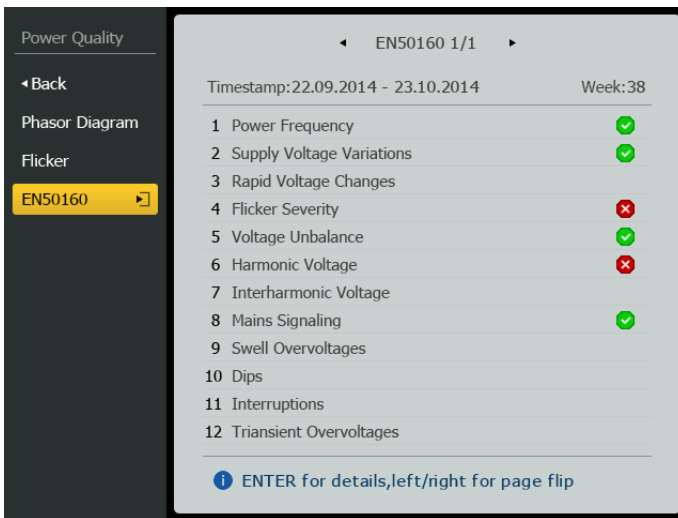 Power Quality
Back
Phasor Diagram
Flicker
EN50160
EN50160 1/1
Timestamp:22.09.2014 - 23.10.2014 Week:38
1 Power Frequency
2 Supply Voltage Variations
3 Rapid Voltage Changes
4 Flicker Severity
5 Voltage Unbalance
6 Harmonic Voltage
7 Interharmonic Voltage
8 Mains Signaling
9 Swell Overvoltages
10 Dips
11 Interruptions
12 Triansient Overvoltages
ENTER for details,left/right for page flip